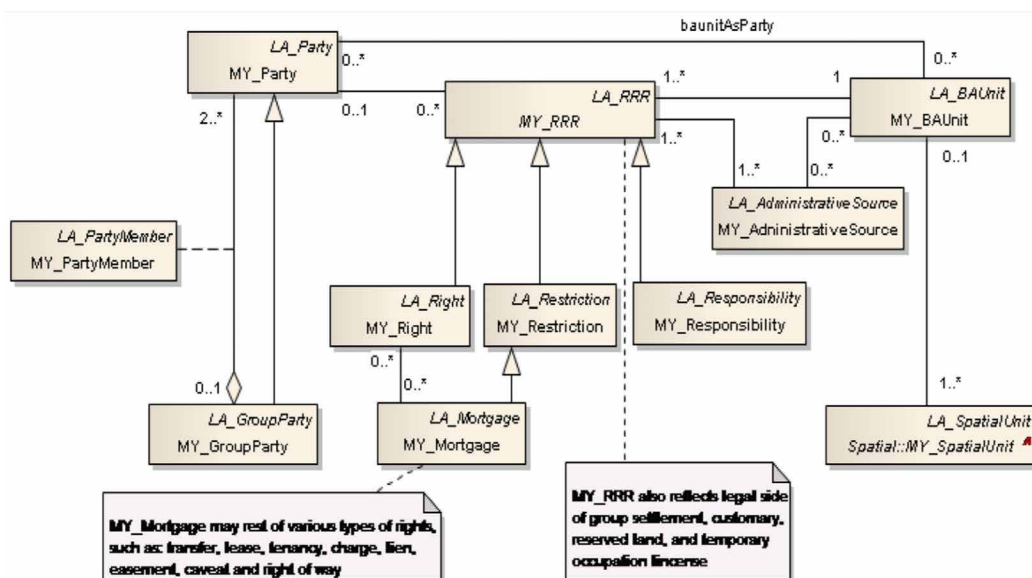 baunitAsParty
LA_Party
MY_Party
0..*
0..*
2..*
0..1
0..*
LA_RRR
MY_RRR
1..*
1
1..*
LA_BAUnit
MY_BAUnit
0..*
0..1
1..*
0..*
LA_AdministrativeSource
MY_AdninistrativeSource
LA_PartyMember
MY_PartyMember
LA_Right
MY_Right
LA_Restriction
MY_Restriction
LA_Responsibility
MY_Responsibility
0..*
0..*
0..1
1..*
LA_GroupParty
MY_GroupParty
LA_Mortgage
MY_Mortgage
LA_SpatialUnit
Spatial::MY_SpatialUnit
MY_Mortgage may rest of various types of rights,
such as: transfer, lease, tenancy, charge, lien,
easement, caveat and right of way
MY_RRR also reflects legal side
of group settlement, customary,
reserved land, and temporary
occupation lincense